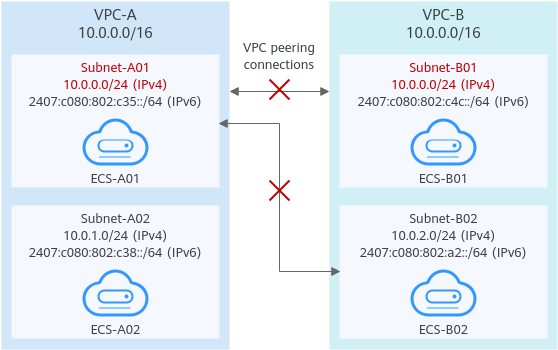 VPC-A
10.0.0.0/16
Subnet-A01
10.0.0.0/24 (IPv4)
2407:c080:802:c35::/64 (IPv6)
ECS-A01
Subnet-A02
10.0.1.0/24 (IPv4)
2407:c080:802:c38::/64 (IPv6)
ECS-A02
VPC peering
connections
VPC-B
10.0.0.0/16
Subnet-B01
10.0.0.0/24 (IPv4)
2407:c080:802:c4c::/64 (IPv6)
ECS-B01
Subnet-B02
10.0.2.0/24 (IPv4)
2407:c080:802:a2::/64 (IPv6)
ECS-B02